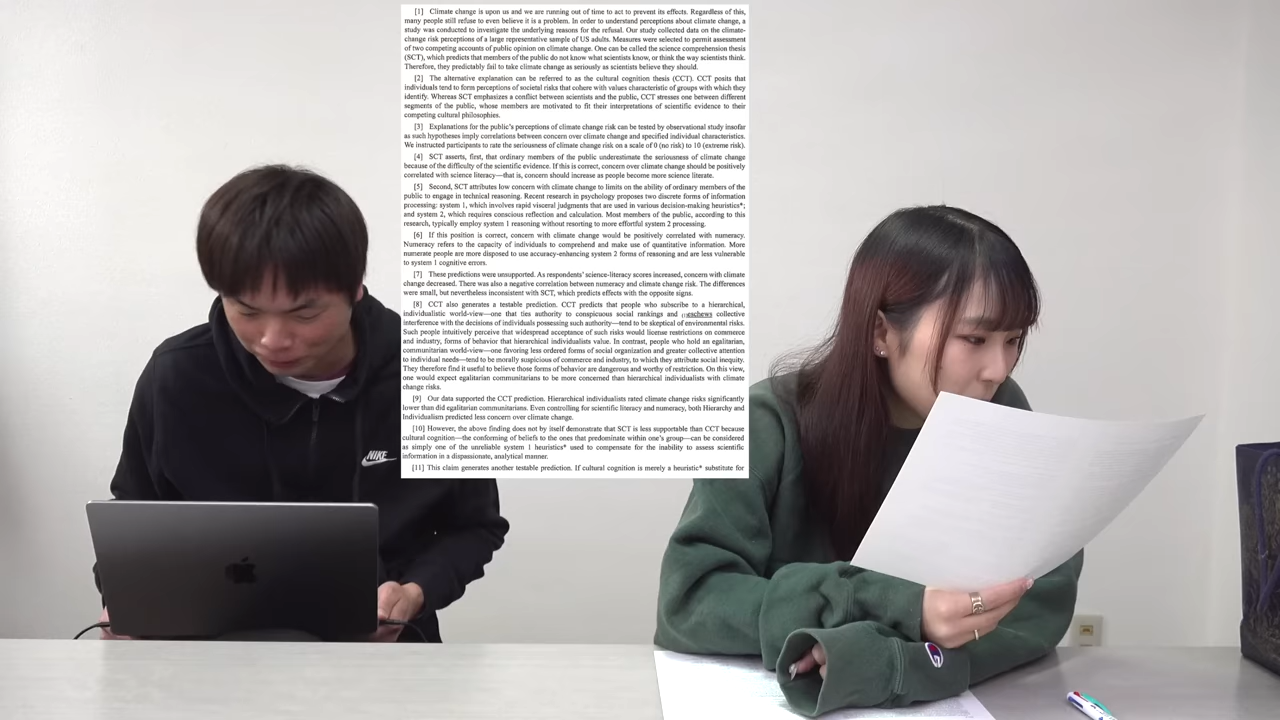 [1] Climate change is upon us and we are running out of time to act to prevent its effects. Regardless of this,
many people still refuse to even believe it is a problem. In order to understand perceptions about climate change, a
study was conducted to investigate the underlying reasons for the refusal. Our study collected data on the climate-
change risk perceptions of a large representative sample of US adults. Measures were selected to permit assessment
of two competing accounts of public opinion on climate change. One can be called the science comprehension thesis
(SCT), which predicts that members of the public do not know what scientists know, or think the way scientists think.
Therefore, they predictably fail to take climate change as seriously as scientists believe they should.
[2] The alternative explanation can be referred to as the cultural cognition thesis (CCT). CCT posits that
individuals tend to form perceptions of societal risks that cohere with values characteristic of groups with which they
identify. Whereas SCT emphasizes a conflict between scientists and the public, CCT stresses one between different
segments of the public, whose members are motivated to fit their interpretations of scientific evidence to their
competing cultural philosophies.
[3] Explanations for the public's perceptions of climate change risk can be tested by observational study insofar
as such hypotheses imply correlations between concern over climate change and specified individual characteristics.
We instructed participants to rate the seriousness of climate change risk on a scale of 0 (no risk) to 10 (extreme risk).
[4] SCT asserts, first, that ordinary members of the public underestimate the seriousness of climate change
because of the difficulty of the scientific evidence. If this is correct, concern over climate change should be positively
correlated with science literacy—that is, concern should increase as people become more science literate.
[5] Second, SCT attributes low concern with climate change to limits on the ability of ordinary members of the
public to engage in technical reasoning. Recent research in psychology proposes two discrete forms of information
processing: system 1, which involves rapid visceral judgments that are used in various decision-making heuristics*;
and system 2, which requires conscious reflection and calculation. Most members of the public, according to this
research, typically employ system 1 reasoning without resorting to more effortful system 2 processing.
[6] If this position is correct, concern with climate change would be positively correlated with numeracy.
Numeracy refers to the capacity of individuals to comprehend and make use of quantitative information. More
numerate people are more disposed to use accuracy-enhancing system 2 forms of reasoning and are less vulnerable
to system 1 cognitive errors.
[7] These predictions were unsupported. As respondents' science-literacy scores increased, concern with climate
change decreased. There was also a negative correlation between numeracy and climate change risk. The differences
were small, but nevertheless inconsistent with SCT, which predicts effects with the opposite signs.
[8] CCT also generates a testable prediction. CCT predicts that people who subscribe to a hierarchical,
individualistic world-view—one that ties authority to conspicuous social rankings and eschews collective
interference with the decisions of individuals possessing such authority—tend to be skeptical of environmental risks.
Such people intuitively perceive that widespread acceptance of such risks would license restrictions on commerce
and industry, forms of behavior that hierarchical individualists value. In contrast, people who hold an egalitarian,
communitarian world-view—one favoring less ordered forms of social organization and greater collective attention
to individual needs—tend to be morally suspicious of commerce and industry, to which they attribute social inequity.
They therefore find it useful to believe those forms of behavior are dangerous and worthy of restriction. On this view,
one would expect egalitarian communitarians to be more concerned than hierarchical individualists with climate
change risks.
[9] Our data supported the CCT prediction. Hierarchical individualists rated climate change risks significantly
lower than did egalitarian communitarians. Even controlling for scientific literacy and numeracy, both Hierarchy and
Individualism predicted less concern over climate change.
[10] However, the above finding does not by itself demonstrate that SCT is less supportable than CCT because
cultural cognition—the conforming of beliefs to the ones that predominate within one's group—can be considered
as simply one of the unreliable system 1 heuristics* used to compensate for the inability to assess scientific
information in a dispassionate, analytical manner.
[11] This claim generates another testable prediction. If cultural cognition is merely a heuristic* substitute for
NIKE